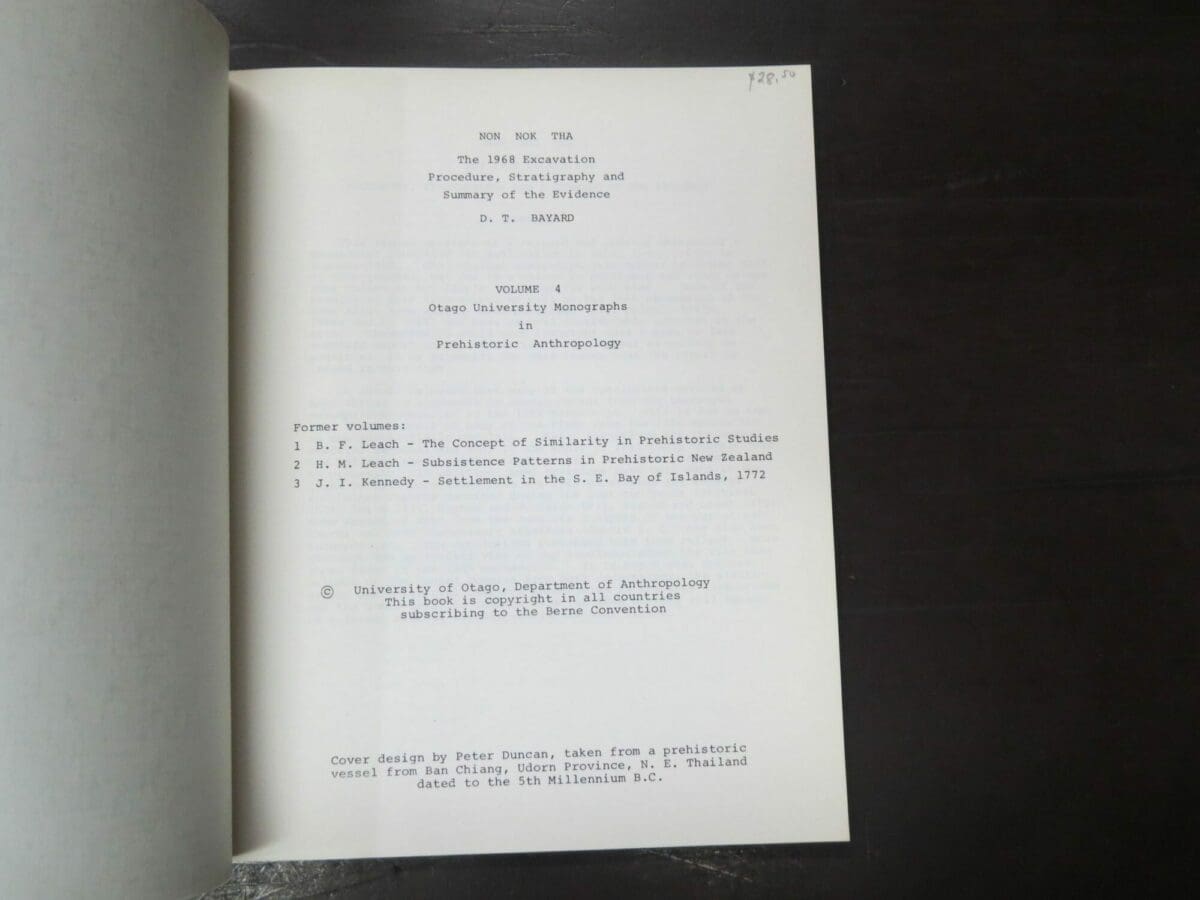 $28.50
NON NOK THA
The 1968 Excavation
Procedure, Stratigraphy and
Summary of the Evidence
D. T. BAYARD
VOLUME 4
Otago University Monographs
in
Prehistoric Anthropology
Former volumes:
1 B. F. Leach - The Concept of Similarity in Prehistoric Studies
2 H. M. Leach - Subsistence Patterns in Prehistoric New Zealand
3 J. I. Kennedy - Settlement in the S. E. Bay of Islands, 1772
© University of Otago, Department of Anthropology
This book is copyright in all countries
subscribing to the Berne Convention
Cover design by Peter Duncan, taken from a prehistoric
vessel from Ban Chiang, Udorn Province, N. E. Thailand
dated to the 5th Millennium B.C.